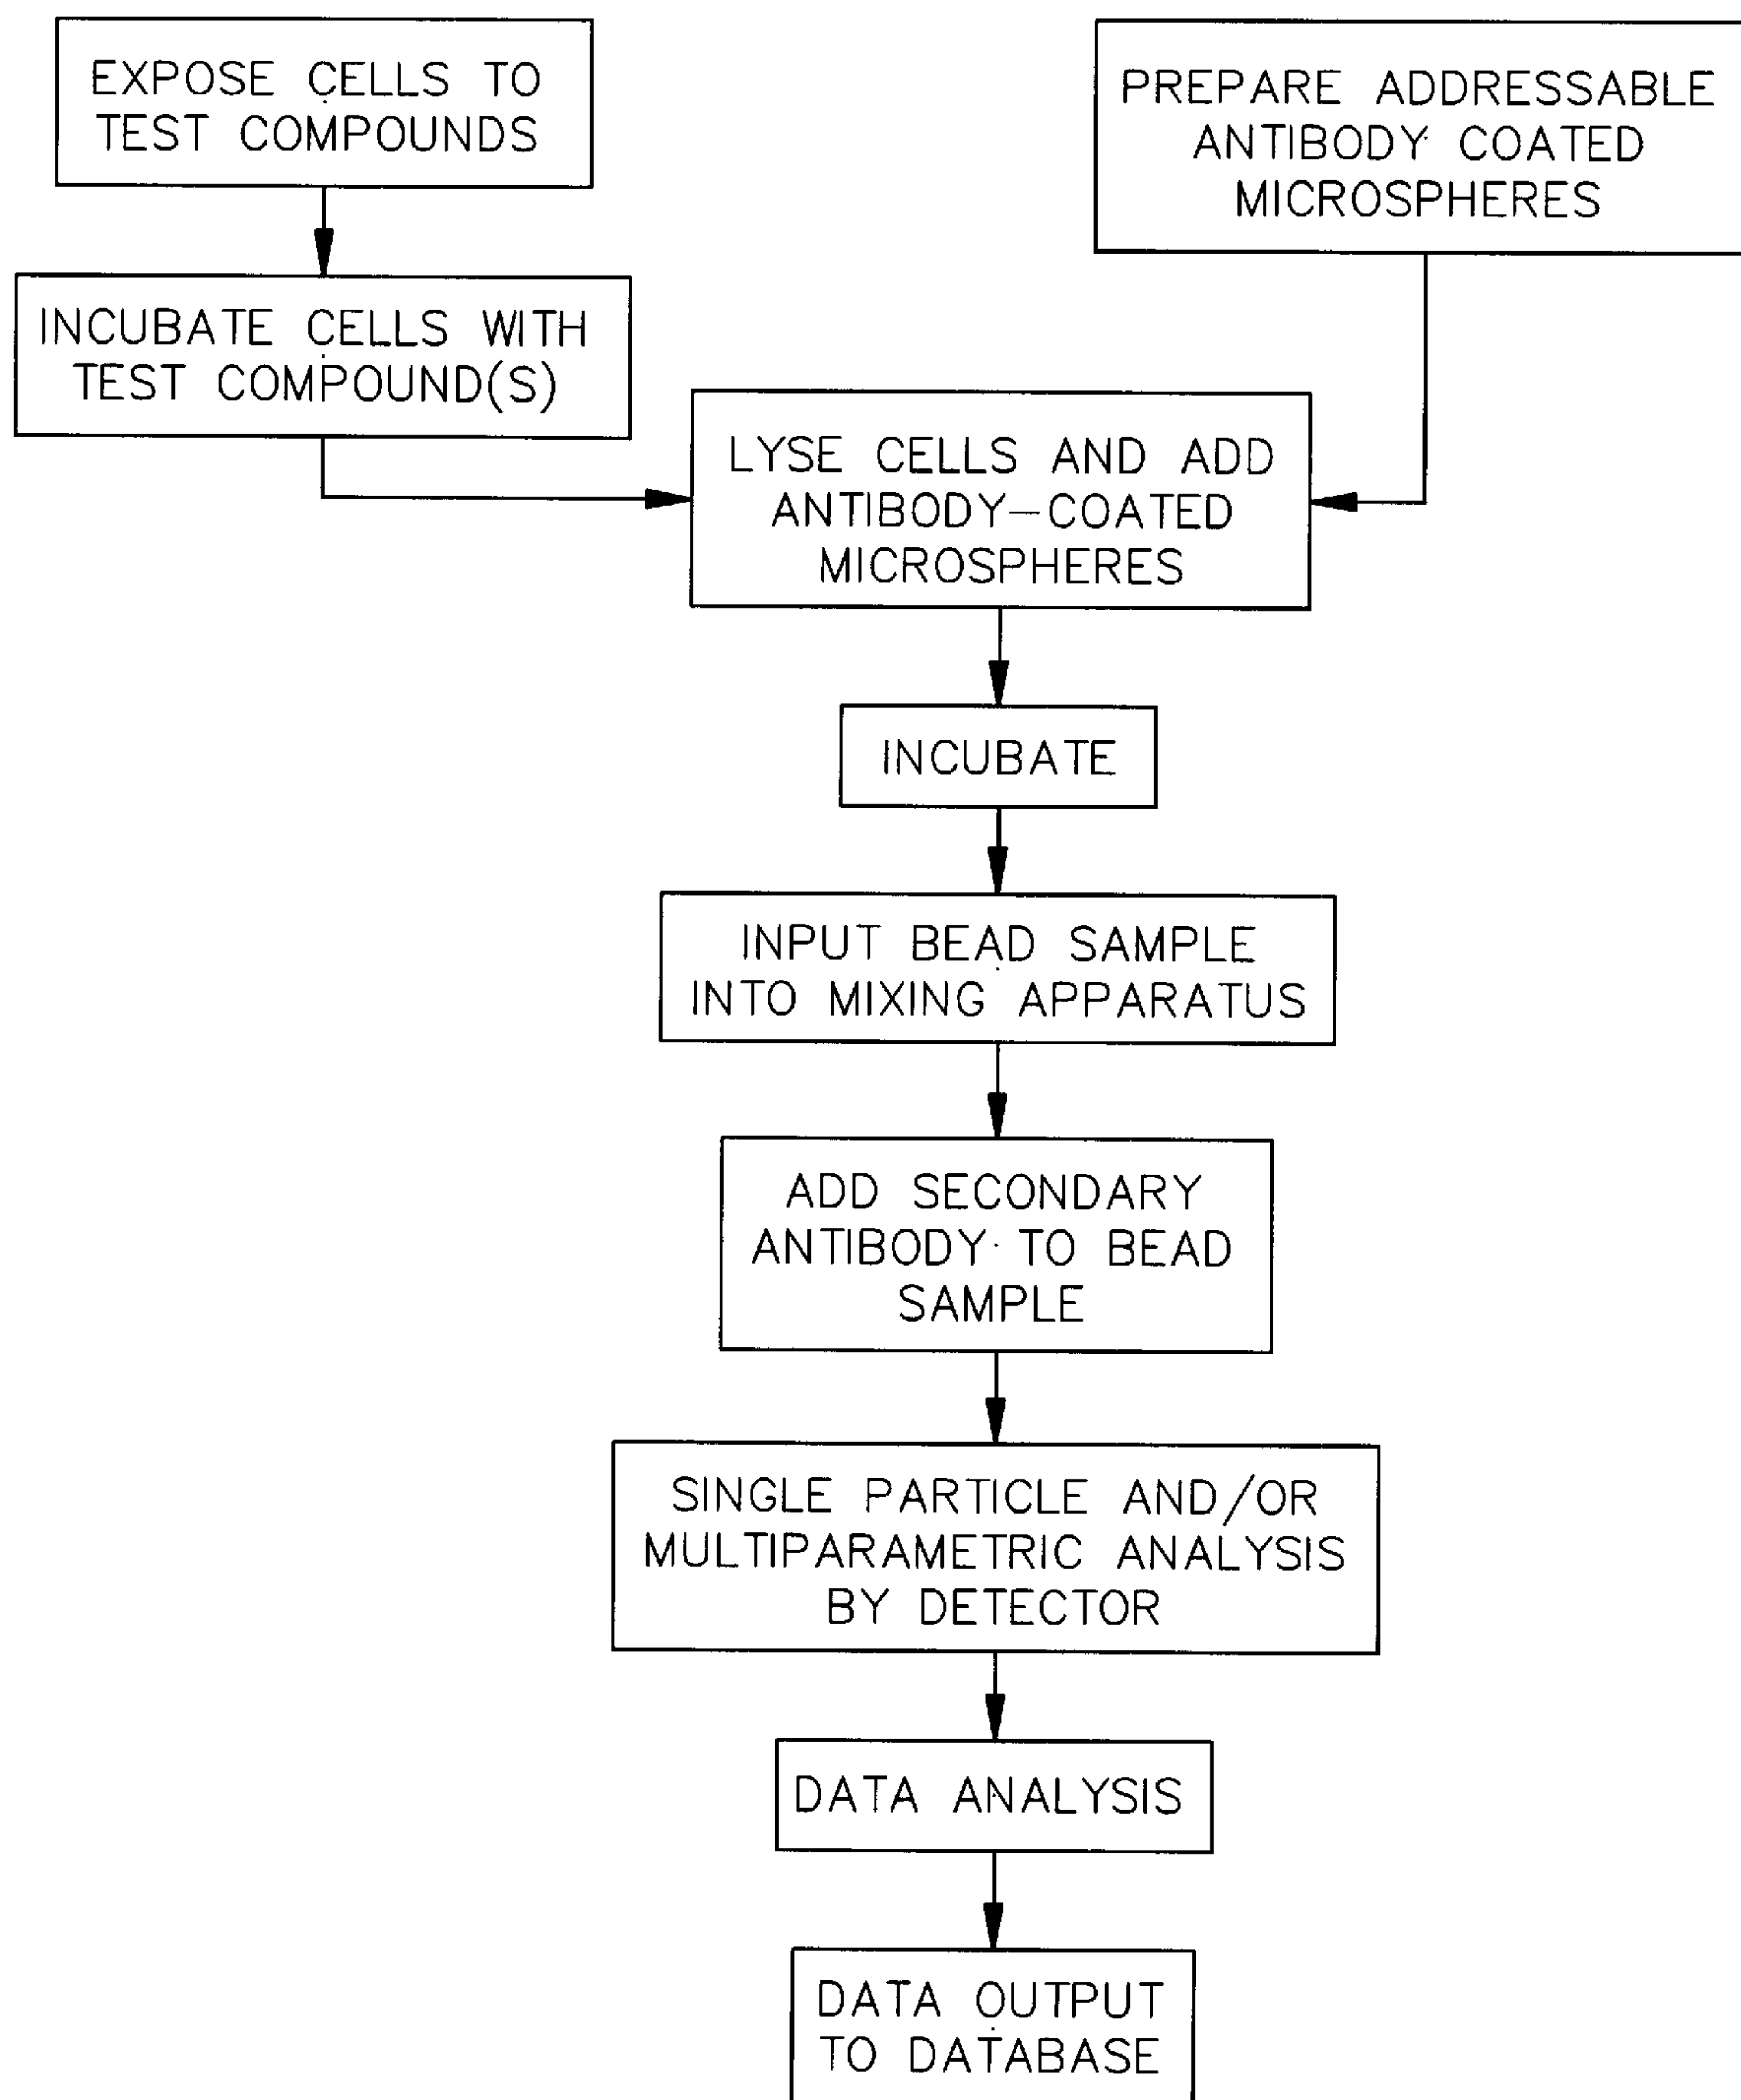 EXPOSE CELLS TO
TEST COMPOUNDS
PREPARE ADDRESSABLE
ANTIBODY COATED
MICROSPHERES
INCUBATE CELLS WITH
TEST COMPOUND(S)
LYSE CELLS AND ADD
ANTIBODY-COATED
MICROSPHERES
INCUBATE
INPUT BEAD SAMPLE
INTO MIXING APPARATUS
ADD SECONDARY
ANTIBODY TO BEAD
SAMPLE
SINGLE PARTICLE AND/OR
MULTIPARAMETRIC ANALYSIS
BY DETECTOR
DATA ANALYSIS
DATA OUTPUT
TO DATABASE